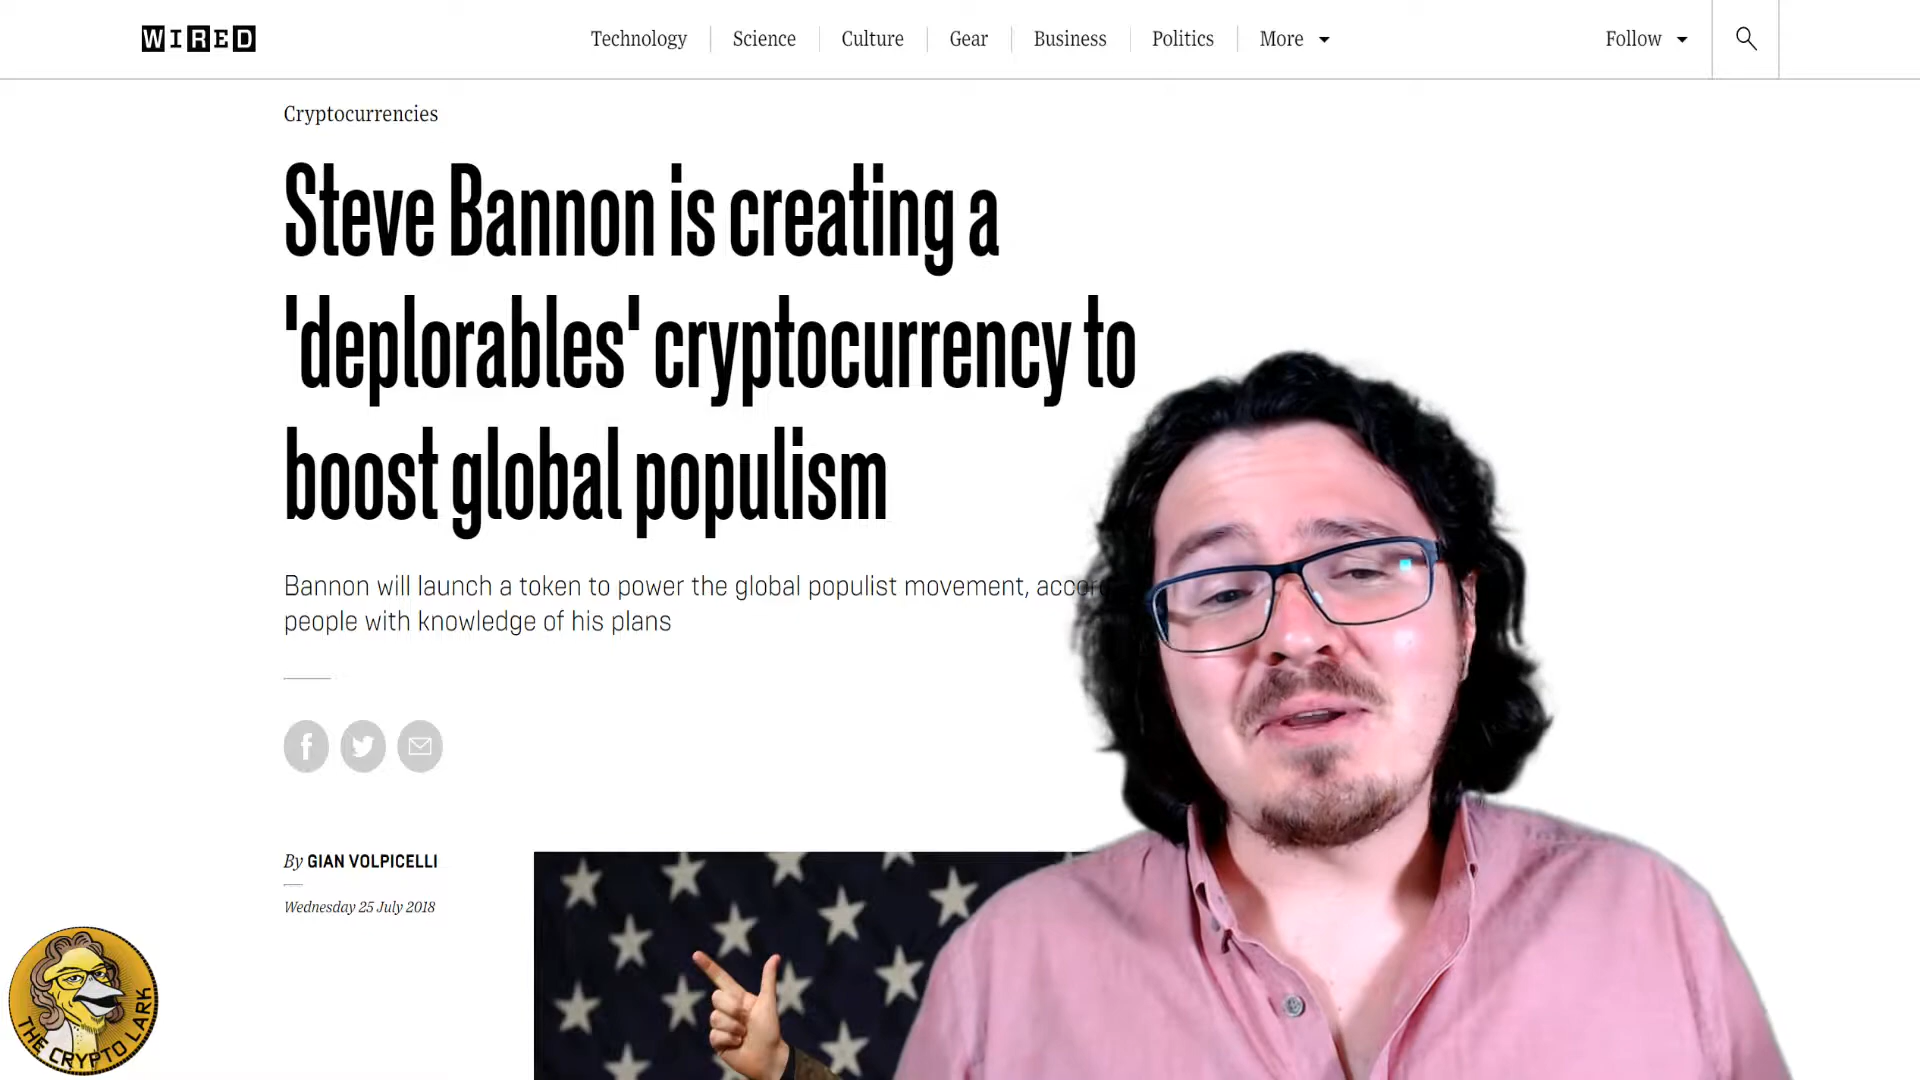 WIRED
Technology
Science
Culture
Gear
Business
Politics
More
Follow
Cryptocurrencies
Steve Bannon is creating a
'deplorables' cryptocurrency to
boost global populism
Bannon will launch a token to power the global populist movement,
people with knowledge of his plans
By GIAN VOLPICELLI
Wednesday 25 July 2018
THE CRYPTO LARK